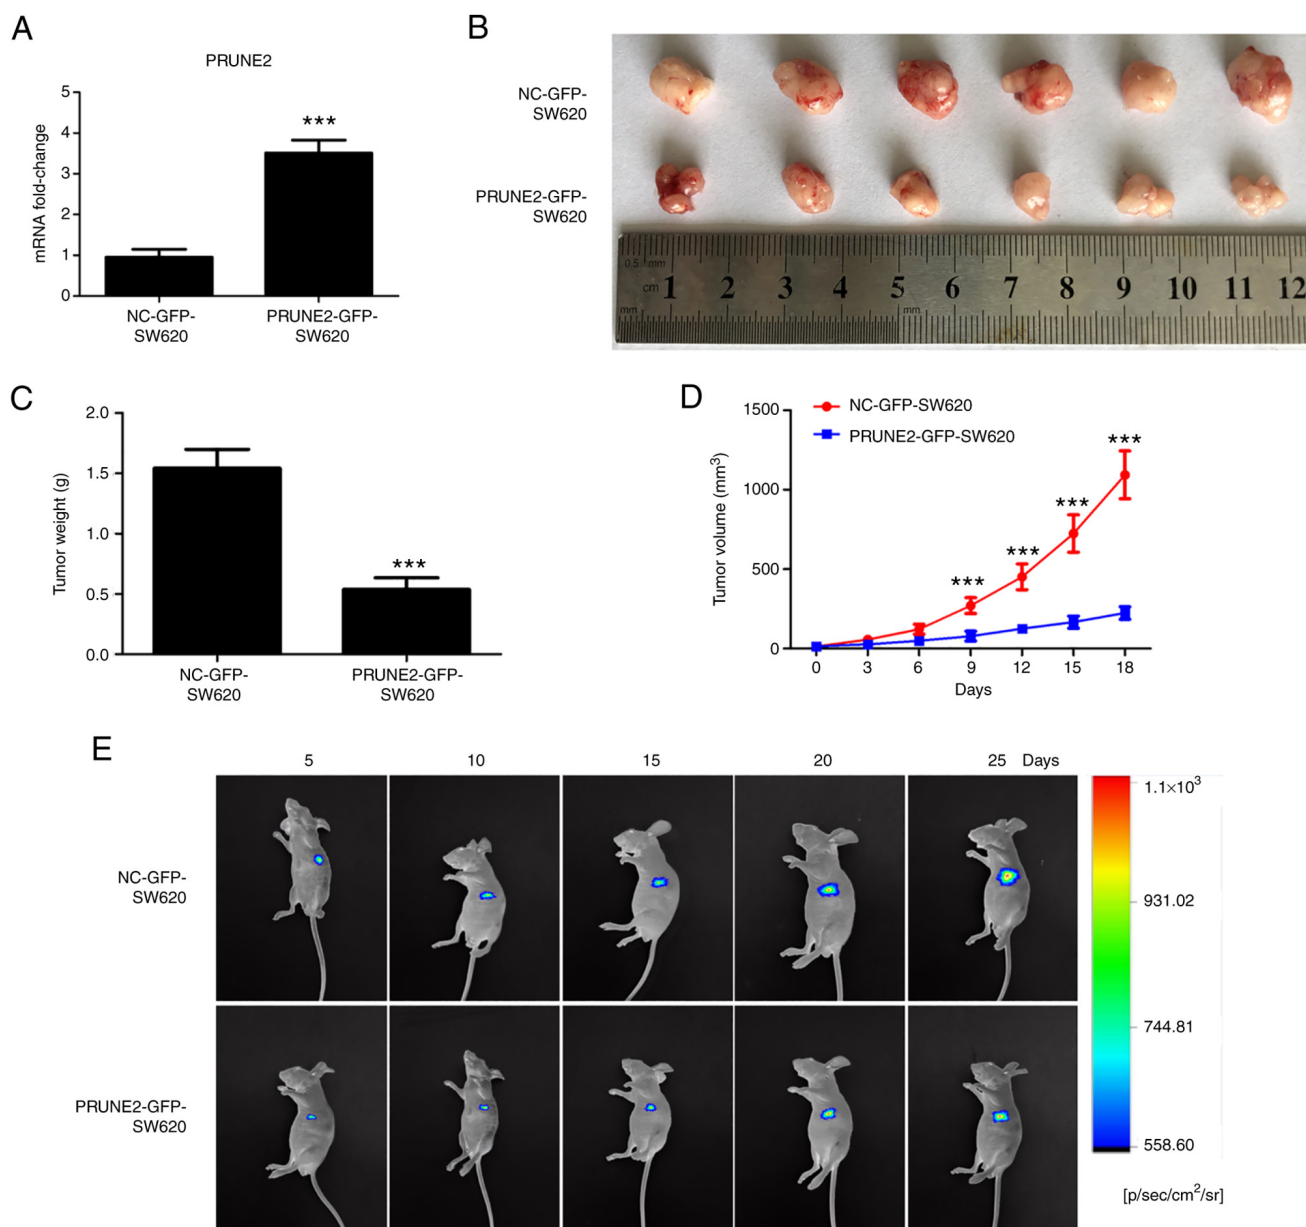 A
PRUNE2
mRNA fold-change
5
4
3
2
1
0
NC-GFP-
SW620
PRUNE2-GFP-
SW620
***
B
NC-GFP-
SW620
PRUNE2-GFP-
SW620
0.5 mm
cm 1 2 3 4 5 6 7 8 9 10 11 12
mm mm mm
C
Tumor weight (g)
2.0
1.5
1.0
0.5
0.0
***
NC-GFP-
SW620
PRUNE2-GFP-
SW620
D
NC-GFP-SW620
PRUNE2-GFP-SW620
Tumor volume (mm³)
1500
1000
500
0
*** *** *** ***
0 3 6 9 12 15 18
Days
E
5 10 15 20 25 Days
NC-GFP-
SW620
PRUNE2-GFP-
SW620
1.1×10³
931.02
744.81
558.60
[p/sec/cm²/sr]